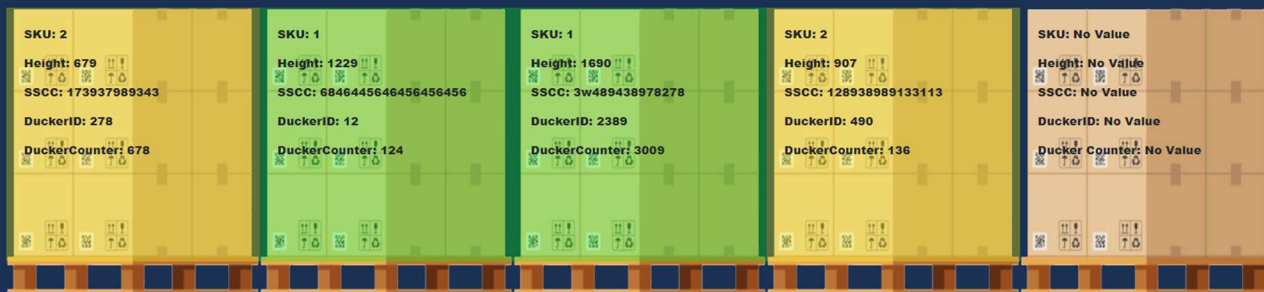 SKU: 2
Height: 679
SSCC: 173937989343
DuckerID: 278
DuckerCounter: 678
SKU: 1
Height: 1229
SSCC: 6846445646456456456
DuckerID: 12
DuckerCounter: 124
SKU: 1
Height: 1690
SSCC: 3w489438978278
DuckerID: 2389
DuckerCounter: 3009
SKU: 2
Height: 907
SSCC: 128938989133113
DuckerID: 490
DuckerCounter: 136
SKU: No Value
Height: No Value
SSCC: No Value
DuckerID: No Value
Ducker Counter: No Value